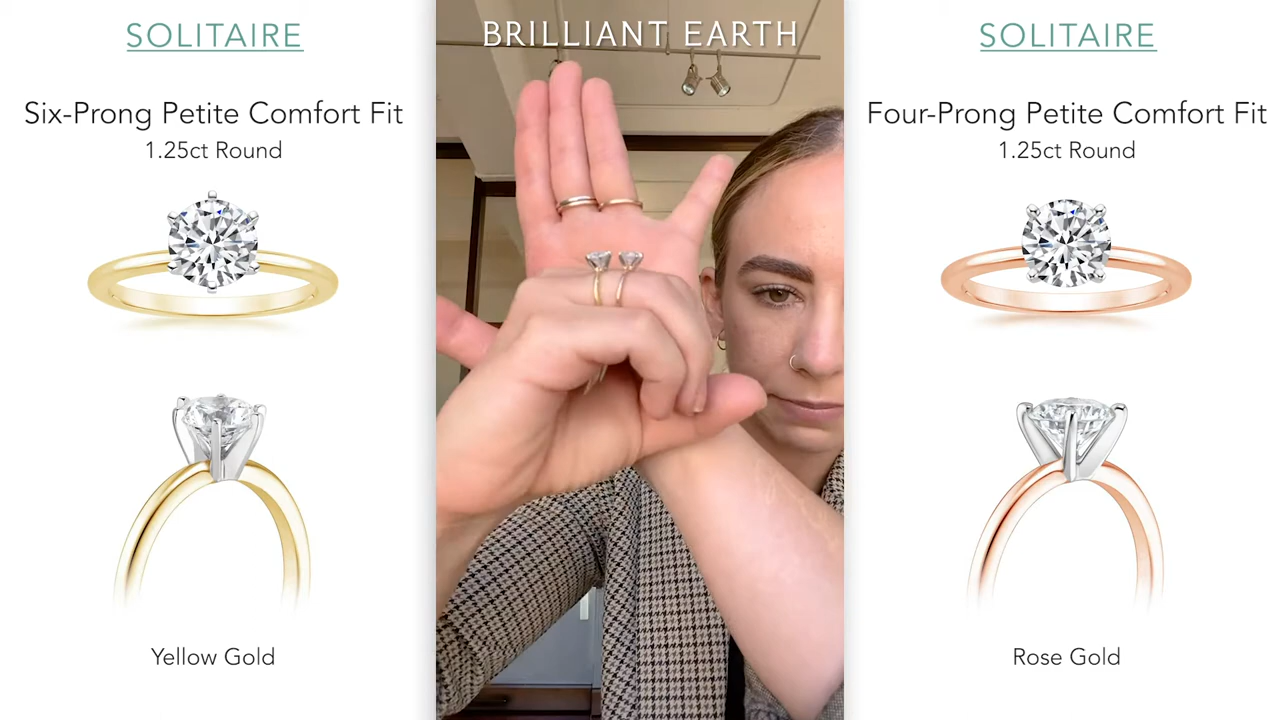 SOLITAIRE
Six-Prong Petite Comfort Fit
1.25ct Round
Yellow Gold
BRILLIANT EARTH
SOLITAIRE
Four-Prong Petite Comfort Fit
1.25ct Round
Rose Gold